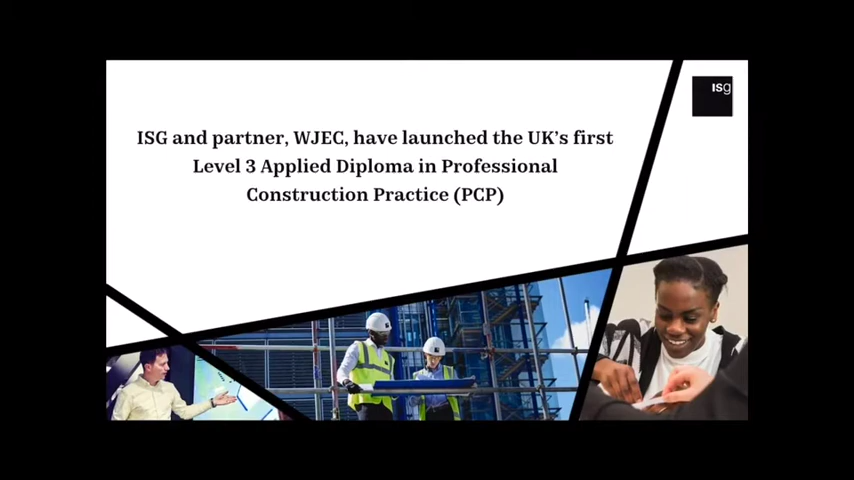 ISG
ISG and partner, WJEC, have launched the UK’s first
Level 3 Applied Diploma in Professional
Construction Practice (PCP)